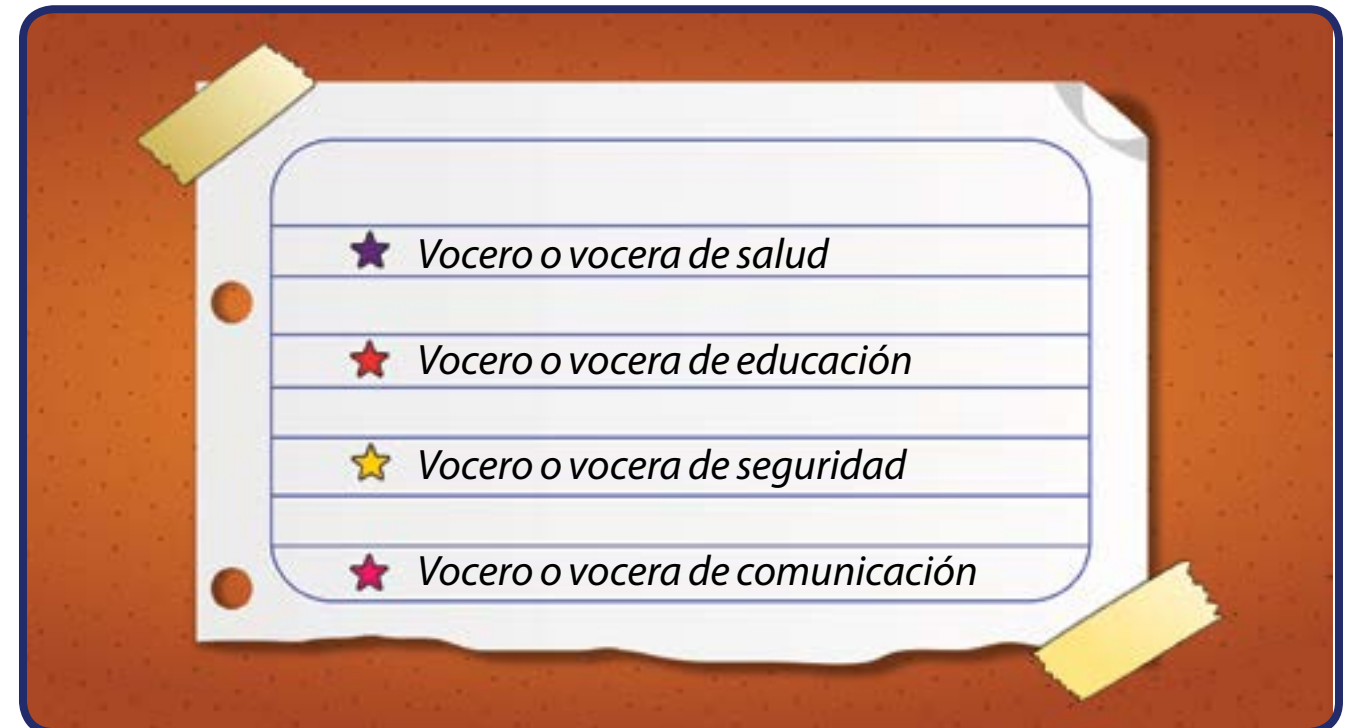 Vocero o vocera de salud
Vocero o vocera de educación
Vocero o vocera de seguridad
Vocero o vocera de comunicación